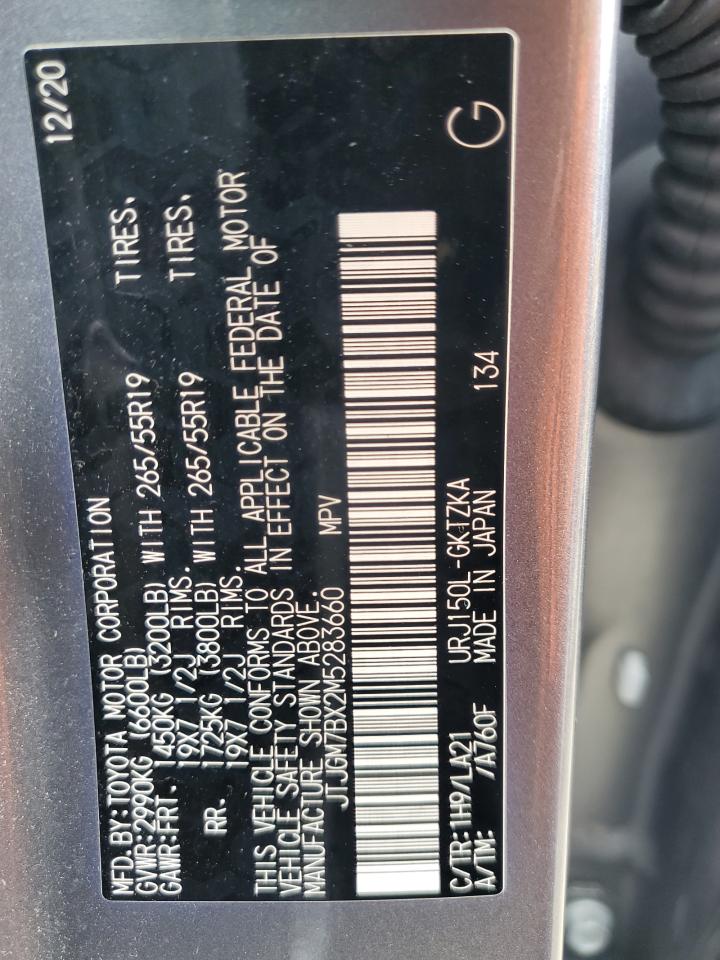 MFD. BY: TOYOTA MOTOR CORPORATION 12/20
GVWR: 2990KG (6600LB)
GAWR: FRT. 1450KG (3200LB) WITH 265/55R19 TIRES,
19X7 1/2J RIMS.
RR. 1725KG (3800LB) WITH 265/55R19 TIRES,
19X7 1/2J RIMS.
THIS VEHICLE CONFORMS TO ALL APPLICABLE FEDERAL MOTOR
VEHICLE SAFETY STANDARDS IN EFFECT ON THE DATE OF
MANUFACTURE SHOWN ABOVE.
JTJGM7BX2M5283660 MPV
C/TR: 1H9/LA21 URJ150L-GKTZKA 134 G
A/TM: /A760F MADE IN JAPAN